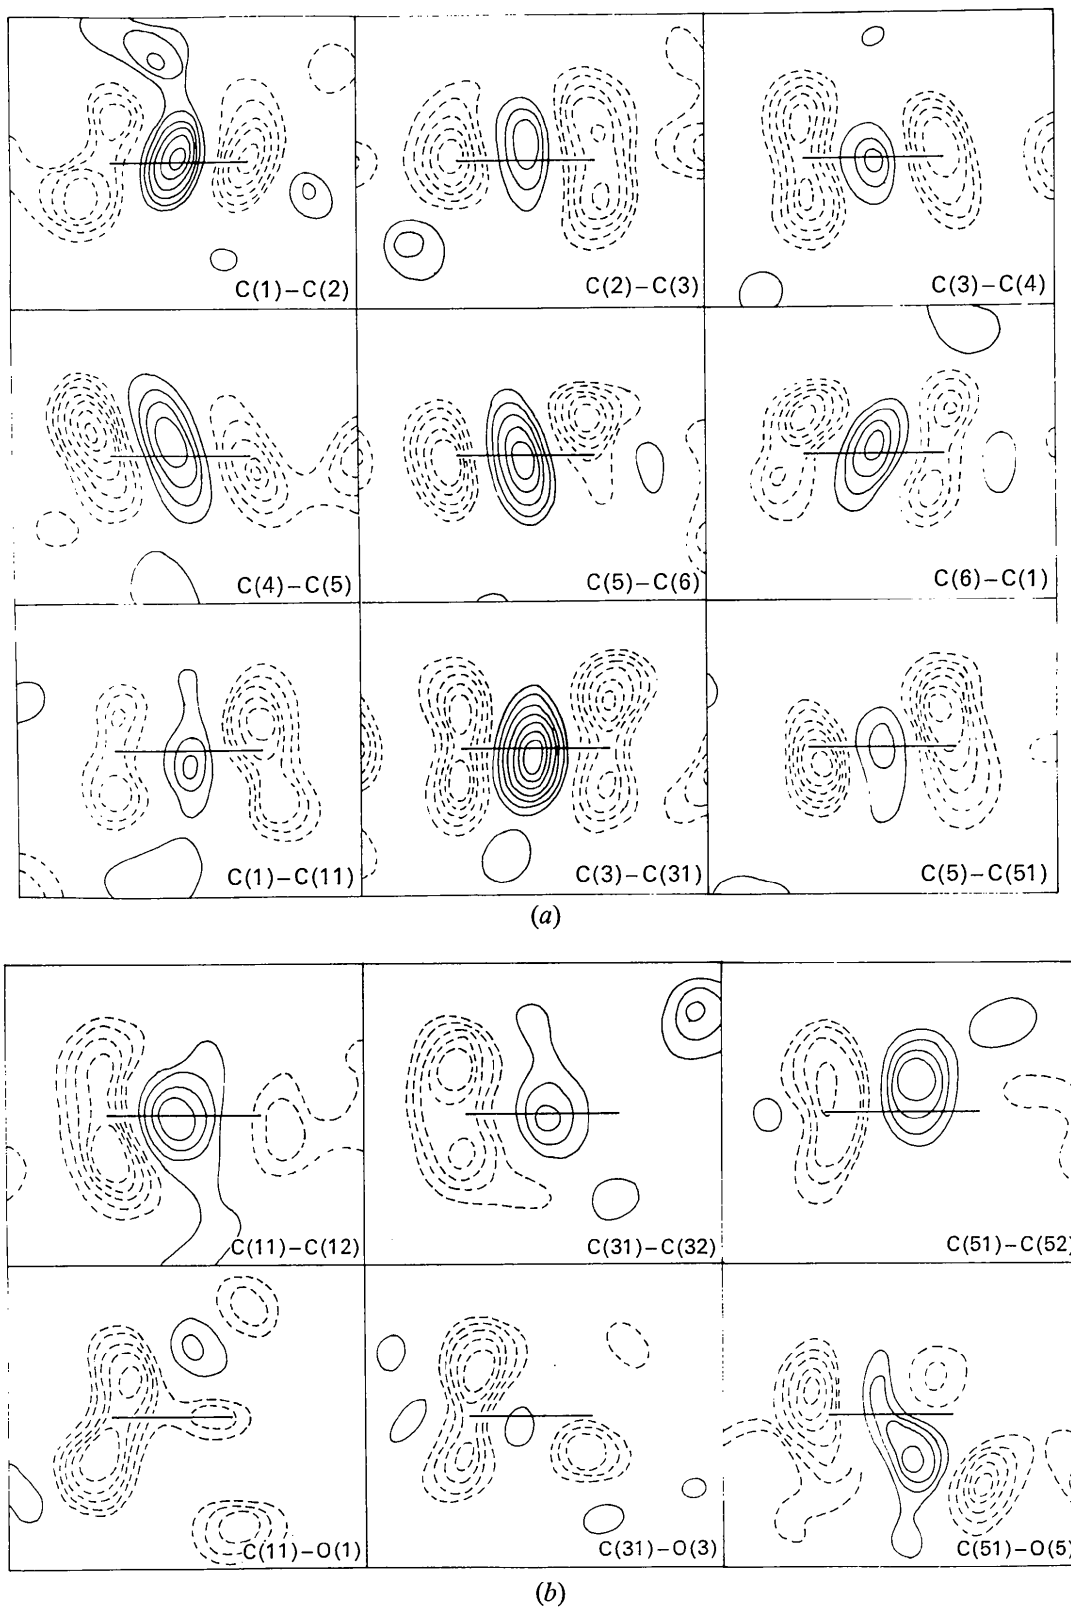 C(1)–C(2)
C(2)–C(3)
C(3)–C(4)
C(4)–C(5)
C(5)–C(6)
C(6)–C(1)
C(1)–C(11)
C(3)–C(31)
C(5)–C(51)
(a)
C(11)–C(12)
C(31)–C(32)
C(51)–C(52)
C(11)–O(1)
C(31)–O(3)
C(51)–O(5)
(b)